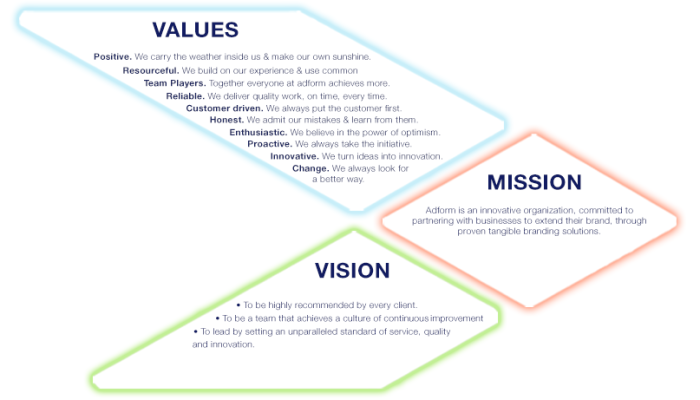 VALUES
Positive. We carry the weather inside us & make our own sunshine.
Resourceful. We build on our experience & use common
Team Players. Together everyone at adform achieves more.
Reliable. We deliver quality work, on time, every time.
Customer driven. We always put the customer first.
Honest. We admit our mistakes & learn from them.
Enthusiastic. We believe in the power of optimism.
Proactive. We always take the initiative.
Innovative. We turn ideas into innovation.
Change. We always look for
a better way.
MISSION
Adform is an innovative organization, committed to
partnering with businesses to extend their brand, through
proven tangible branding solutions.
VISION
• To be highly recommended by every client.
• To be a team that achieves a culture of continuous improvement
• To lead by setting an unparalleled standard of service, quality
and innovation.